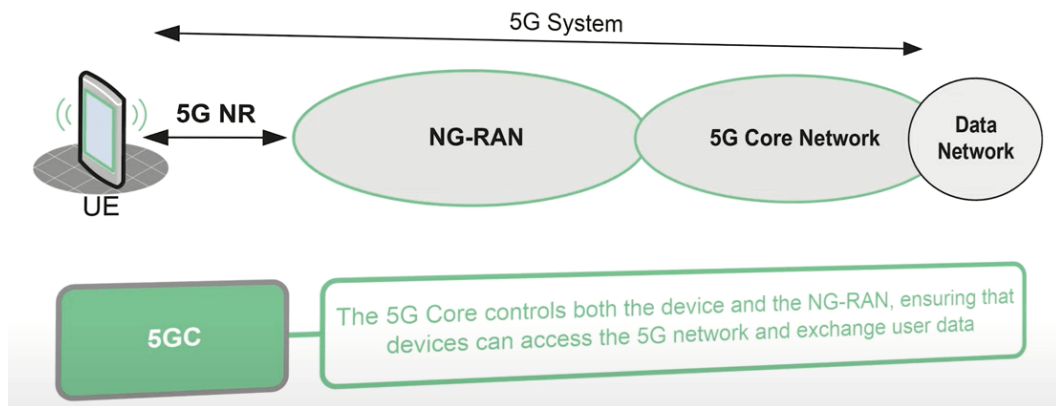 5G System
5G NR
NG-RAN
5G Core Network
Data
Network
UE
5GC
The 5G Core controls both the device and the NG-RAN, ensuring that
devices can access the 5G network and exchange user data